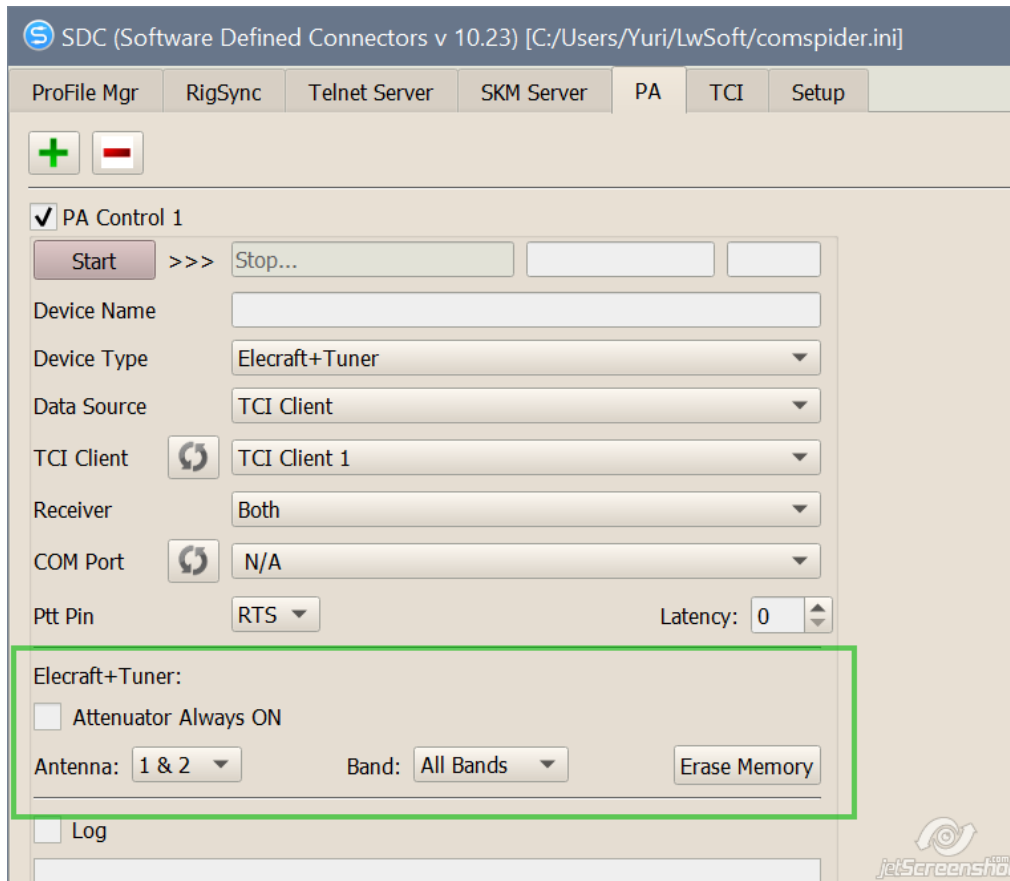 SDC (Software Defined Connectors v 10.23) [C:/Users/Yuri/LwSoft/comspider.ini]
ProFile Mgr RigSync Telnet Server SKM Server PA TCI Setup
PA Control 1
Start >>> Stop...
Device Name
Device Type Elecraft+Tuner
Data Source TCI Client
TCI Client TCI Client 1
Receiver Both
COM Port N/A
Ptt Pin RTS Latency: 0
Elecraft+Tuner:
Attenuator Always ON
Antenna: 1 & 2 Band: All Bands Erase Memory
Log